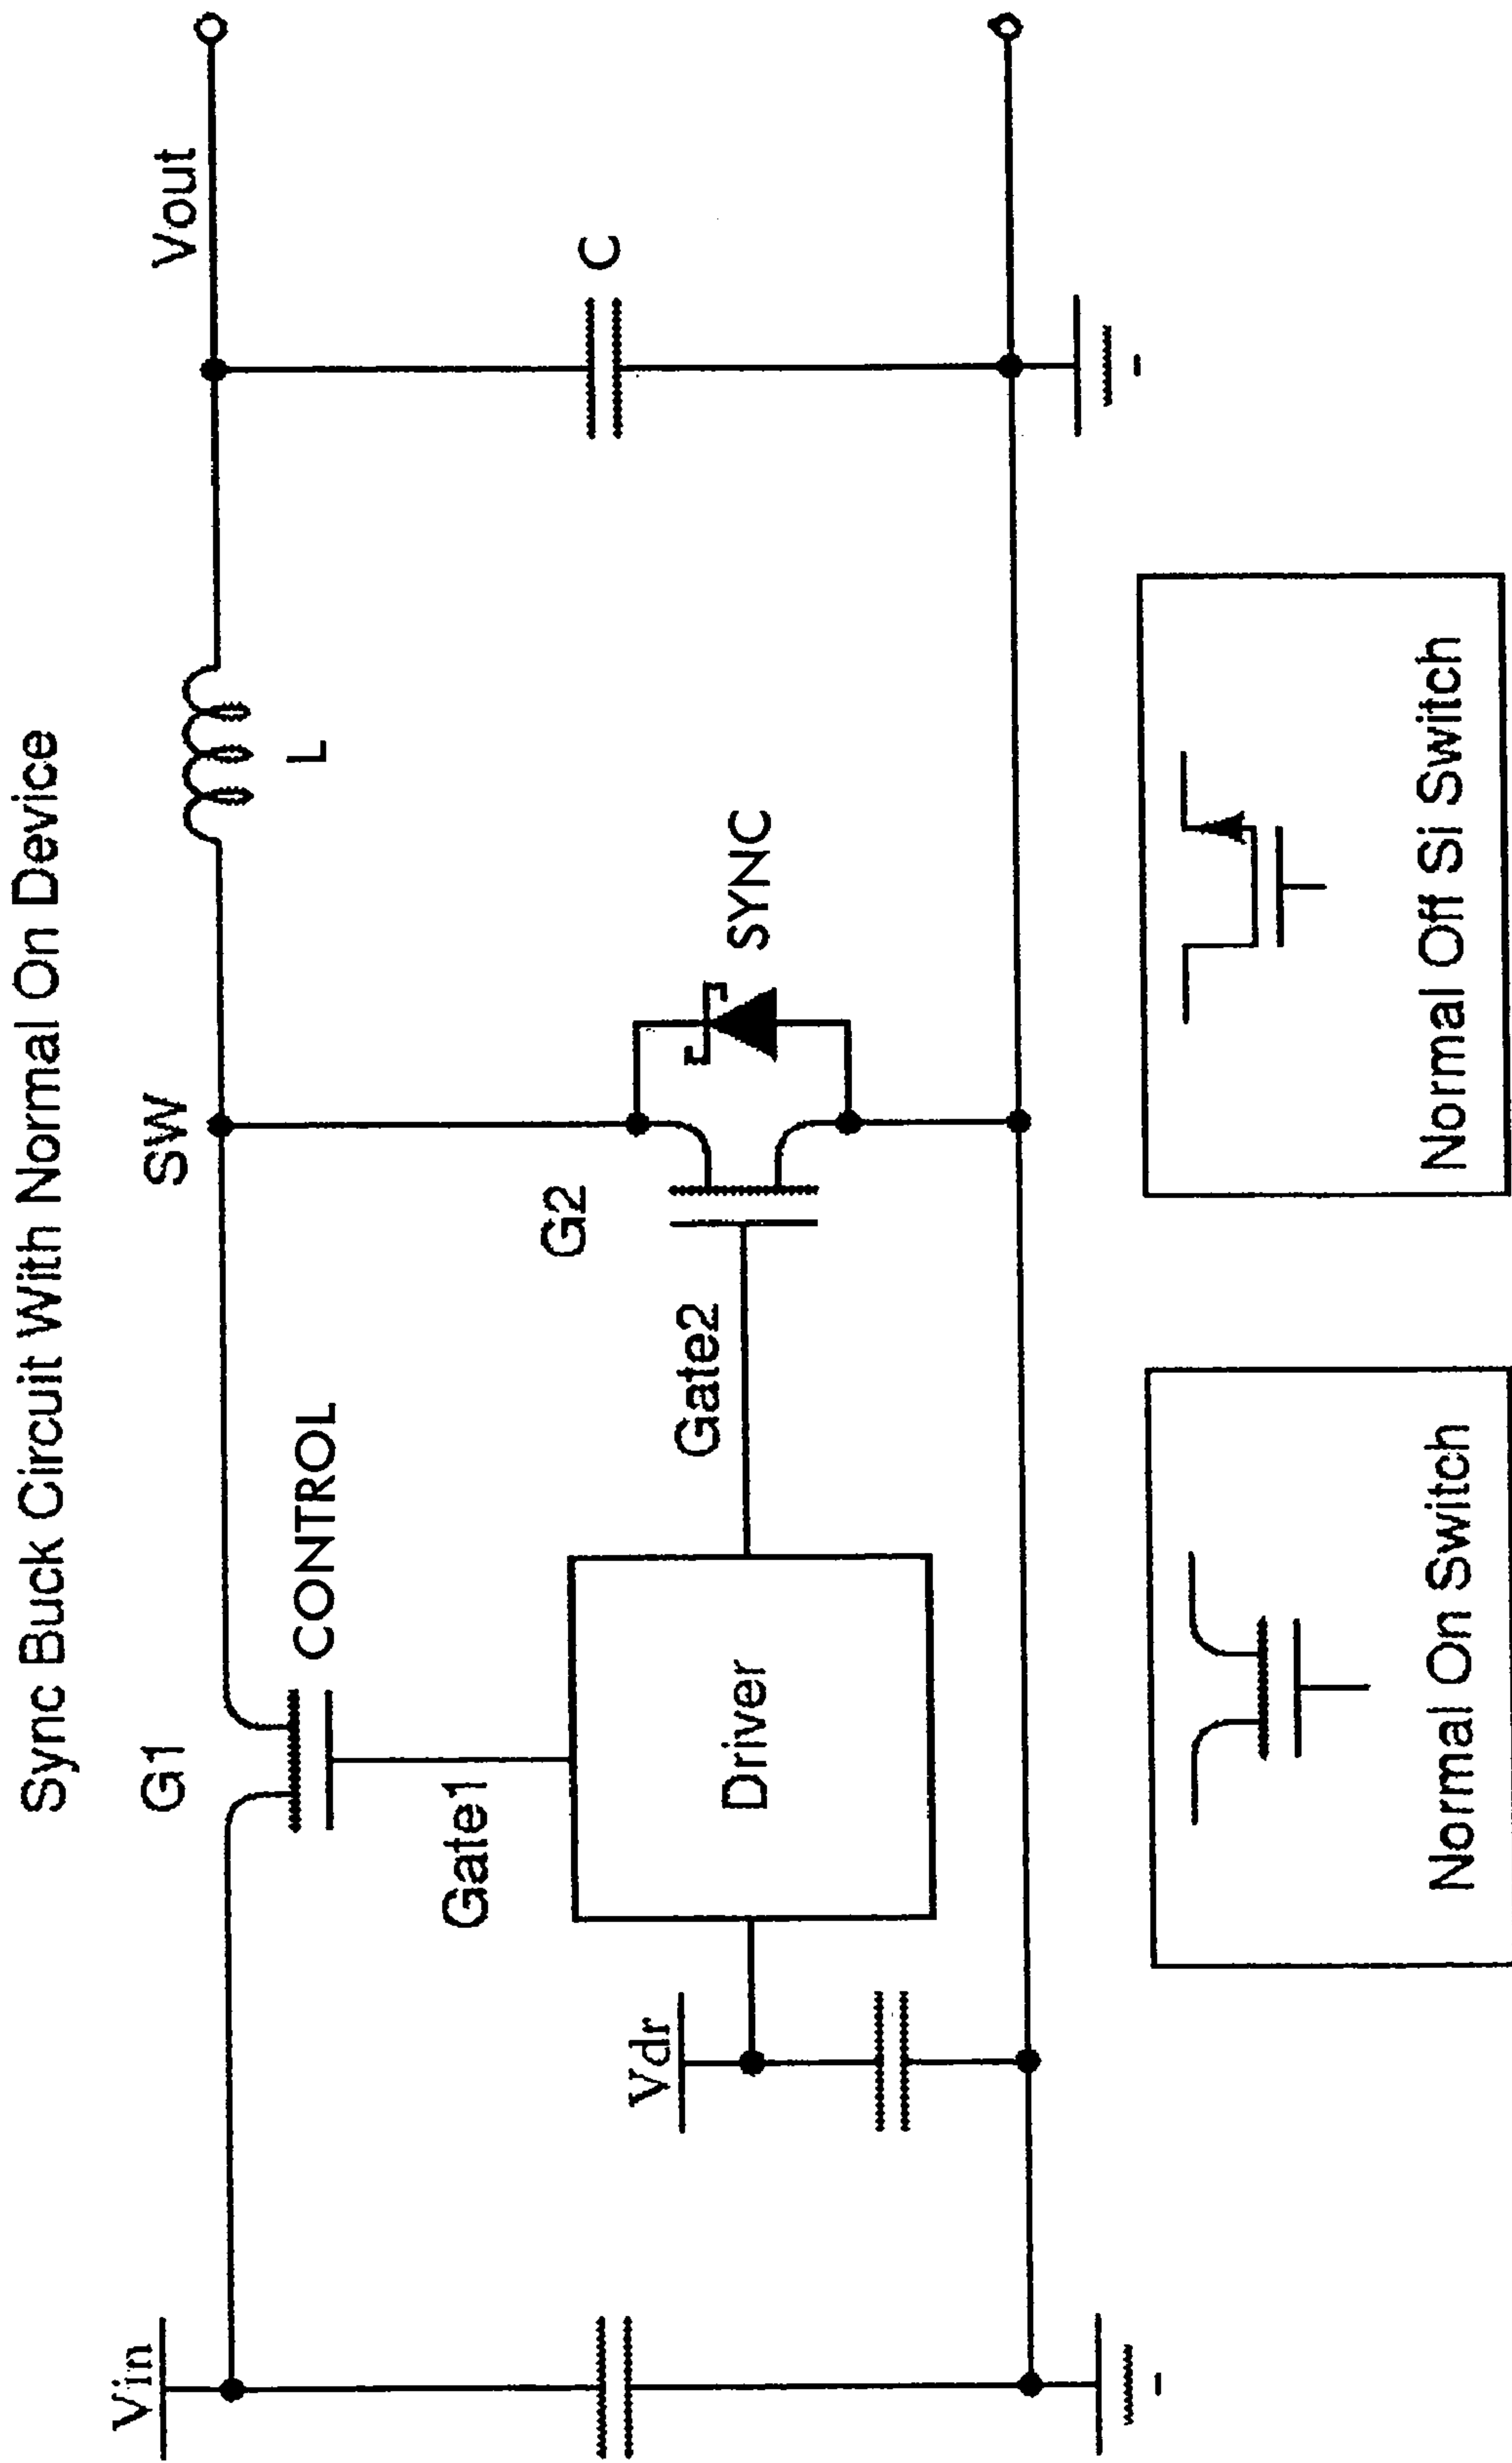 Sync Buck Circuit With Normal On Device
Vin
G1
SW
Vout
CONTROL
L
Gate1
G2
C
Vdr
Driver
Gate2
SYNC
Normal On Switch
Normal Off Si Switch